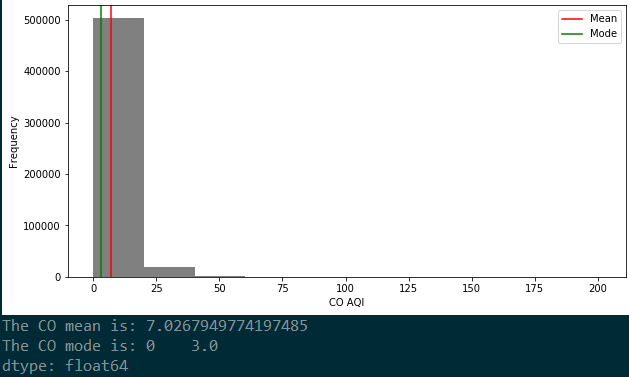 500000
400000
300000
200000
100000
0
Frequency
Mean
Mode
0 25 50 75 100 125 150 175 200
CO AQI
The CO mean is: 7.0267949774197485
The CO mode is: 0    3.0
dtype: float64